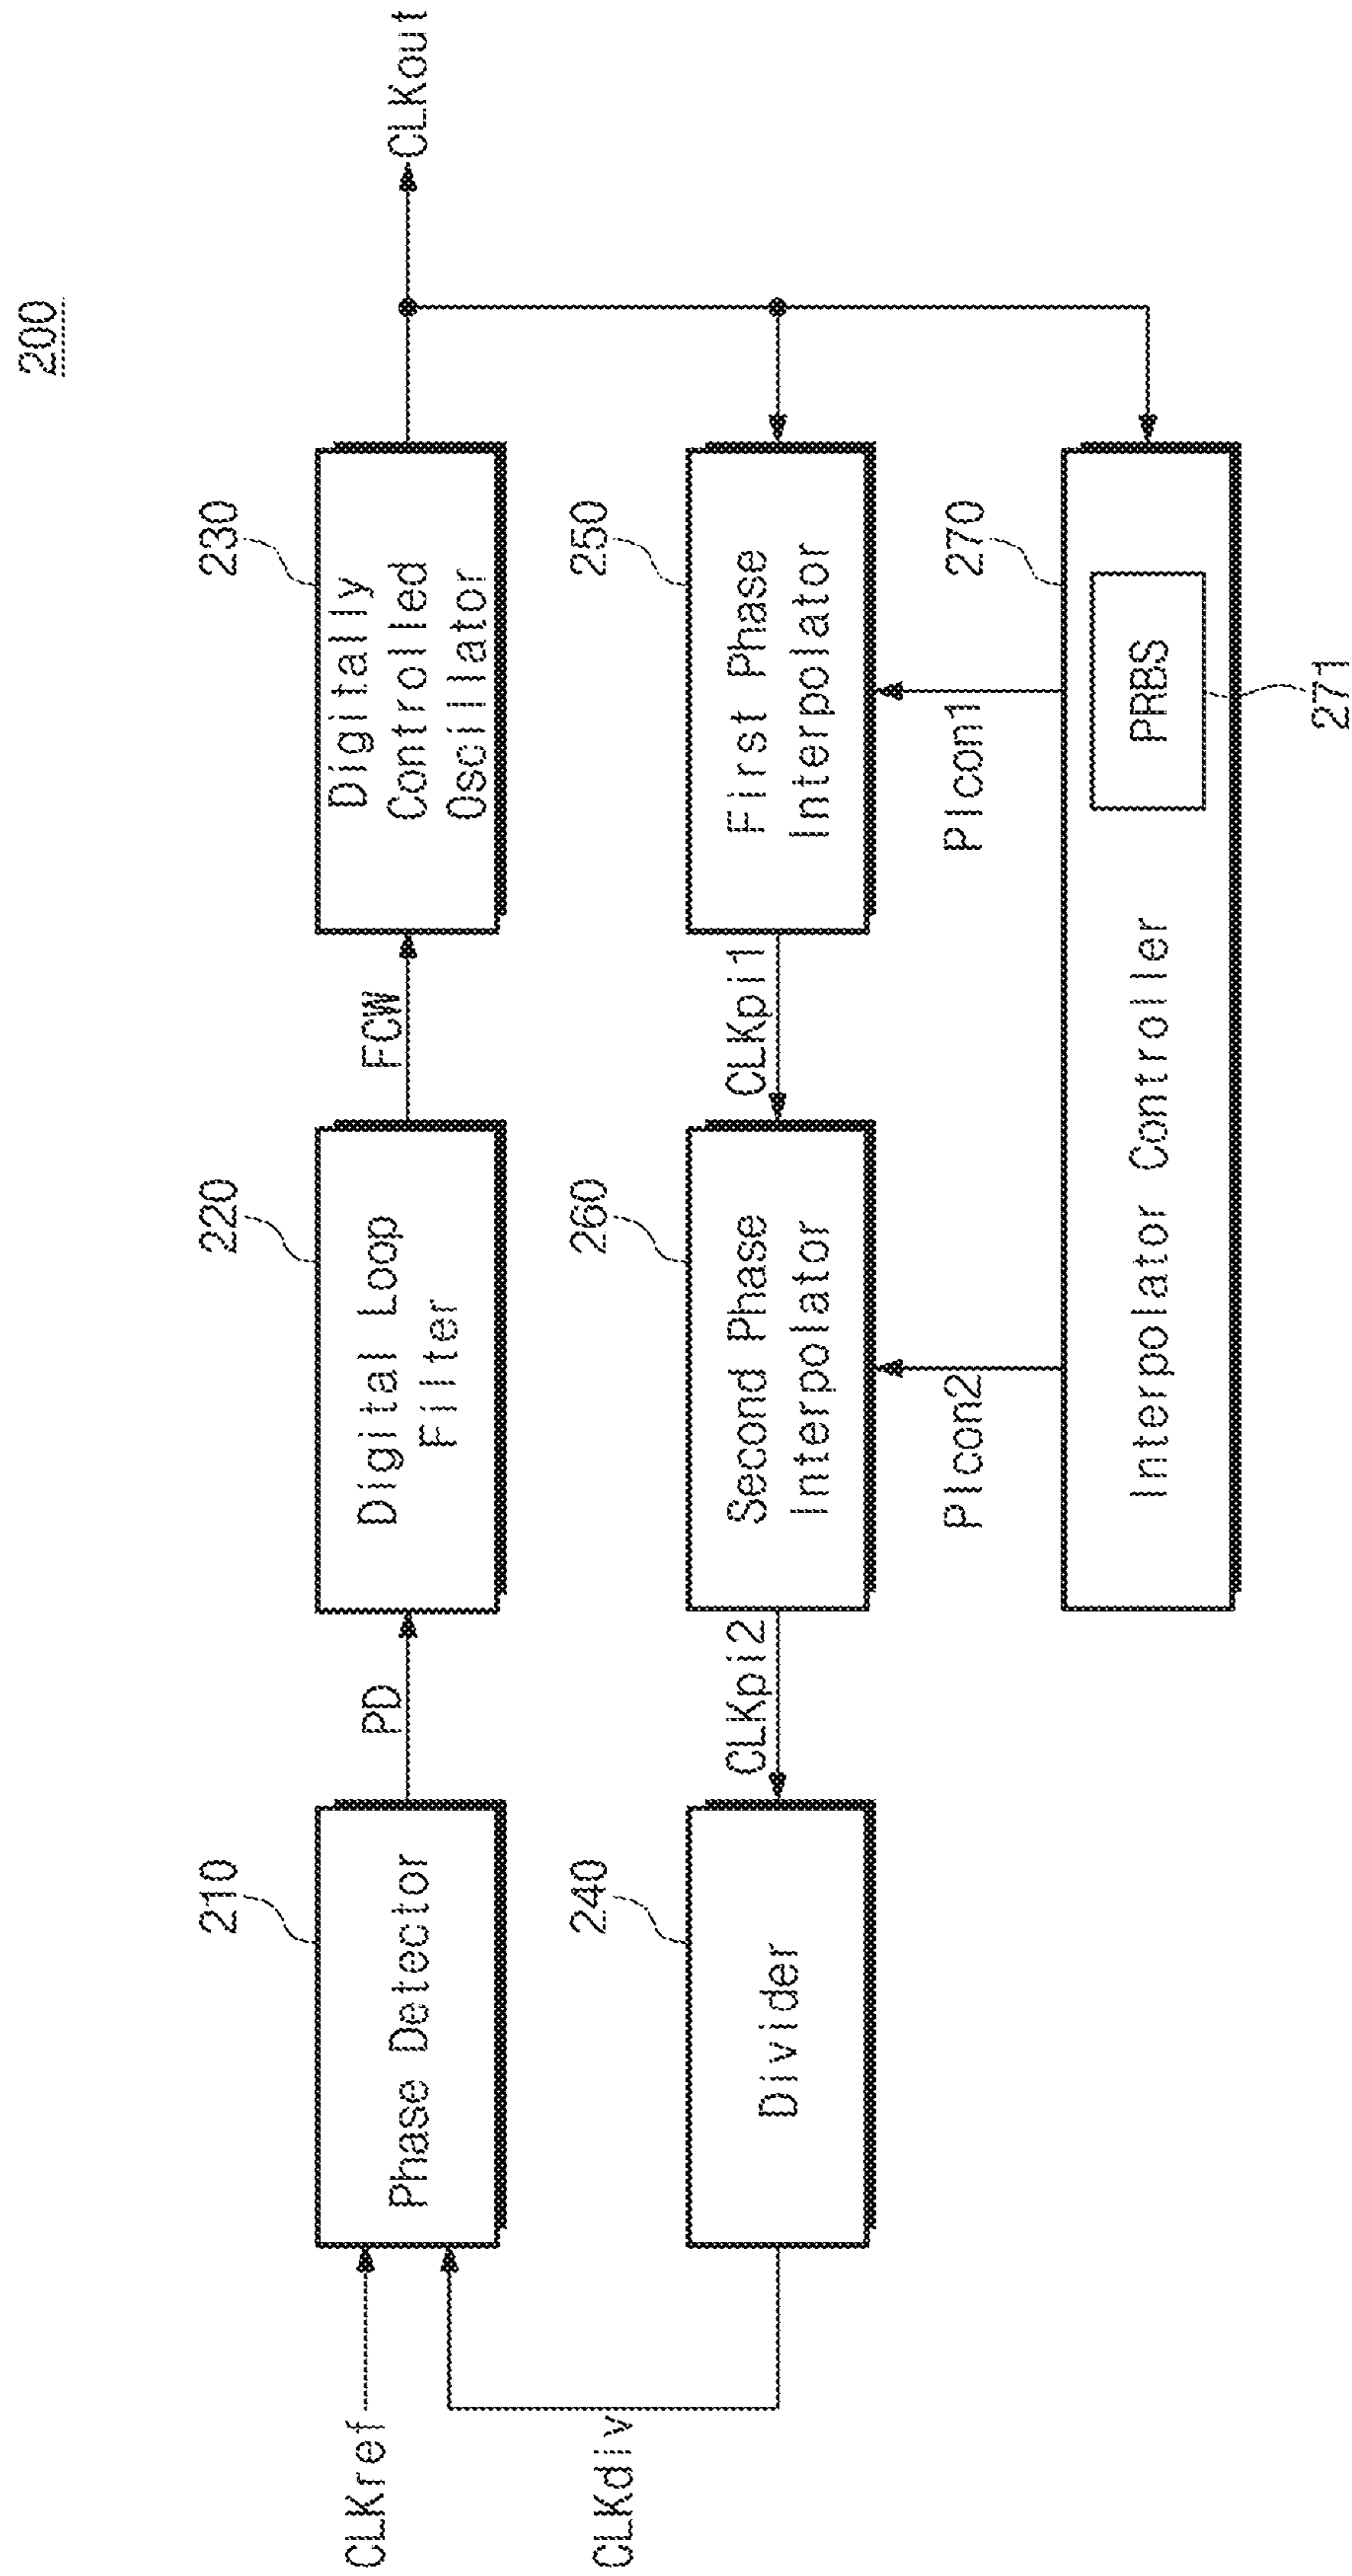 200
210
220
230
CLKref
Phase Detector
PD
Digital Loop
Filter
FCW
Digitally
Controlled
Oscillator
CLKout
CLKdiv
240
260
250
Divider
CLKpi2
Second Phase
Interpolator
CLKpi1
First Phase
Interpolator
PIcon2
PIcon1
270
Interpolator Controller
PRBS
271